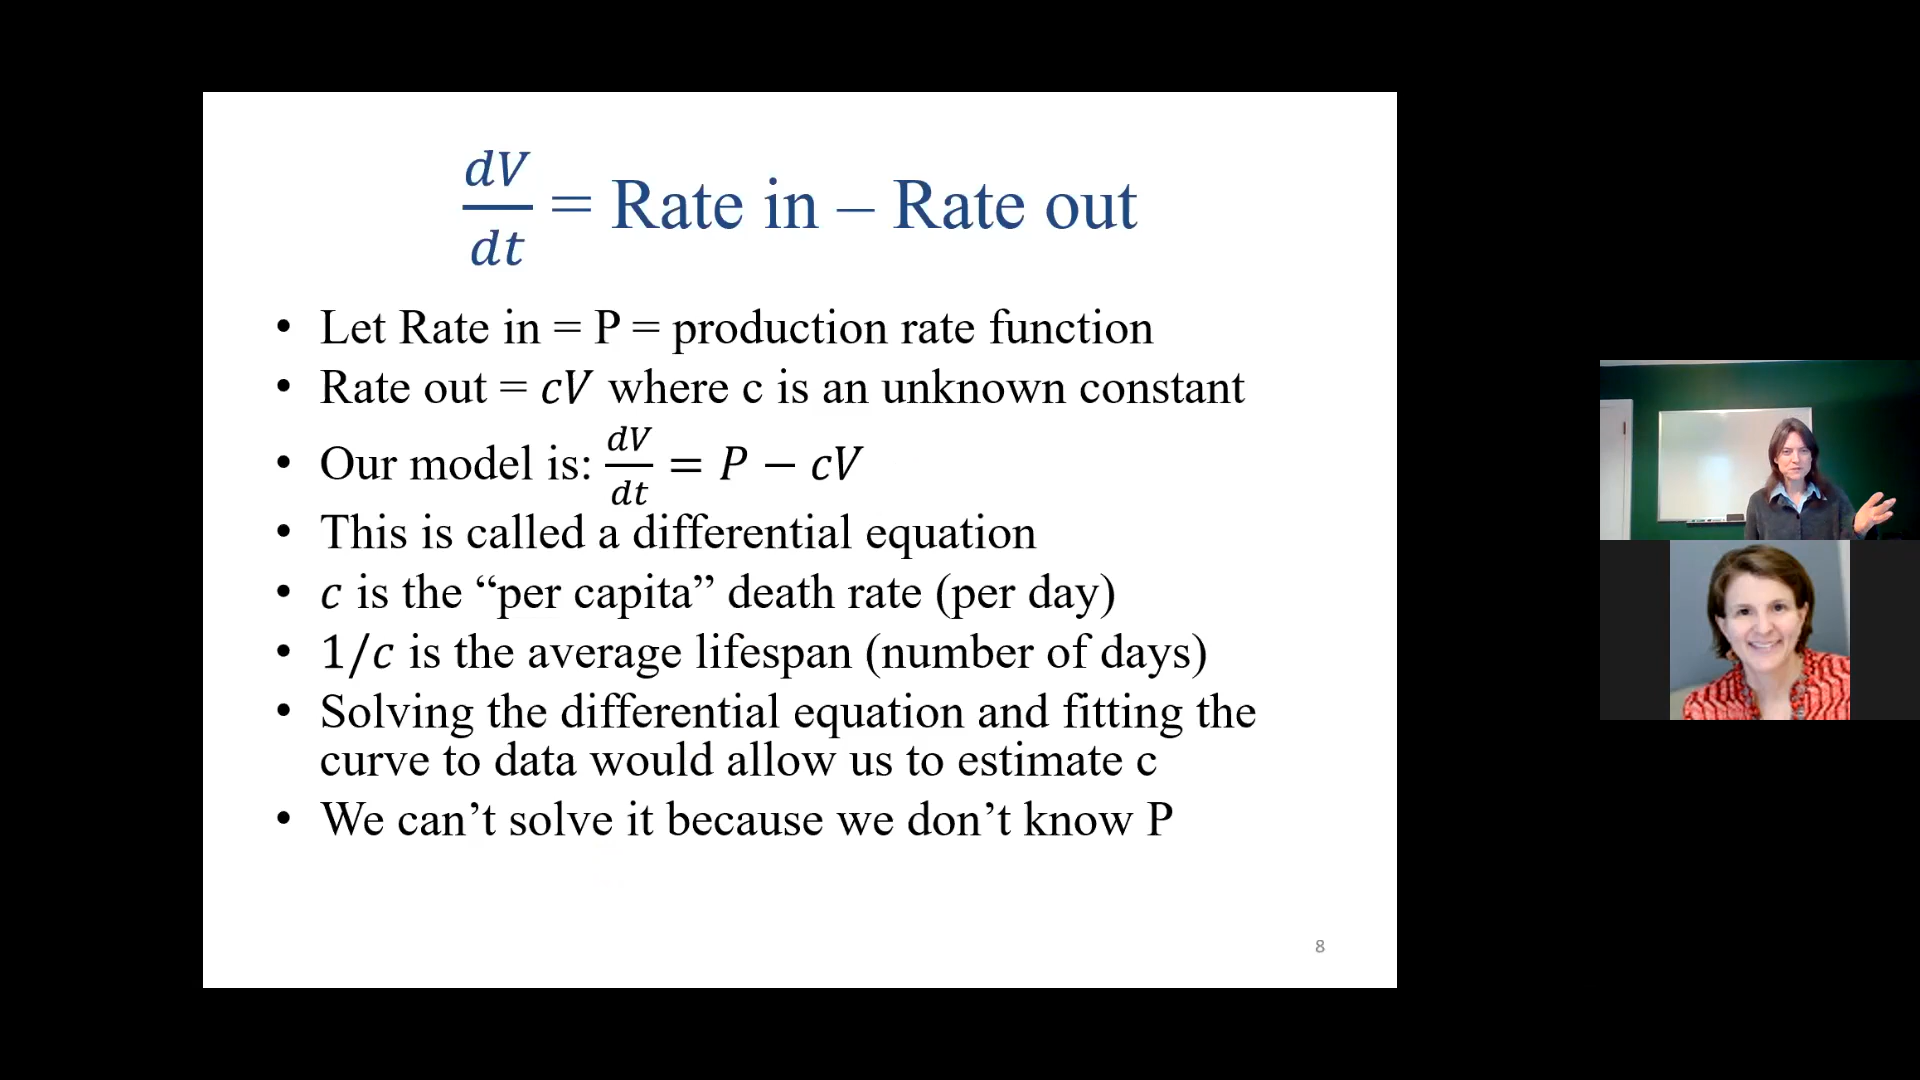 dV/dt = Rate in – Rate out
• Let Rate in = P = production rate function
• Rate out = cV where c is an unknown constant
• Our model is: dV/dt = P − cV
• This is called a differential equation
• c is the “per capita” death rate (per day)
• 1/c is the average lifespan (number of days)
• Solving the differential equation and fitting the
curve to data would allow us to estimate c
• We can’t solve it because we don’t know P
8